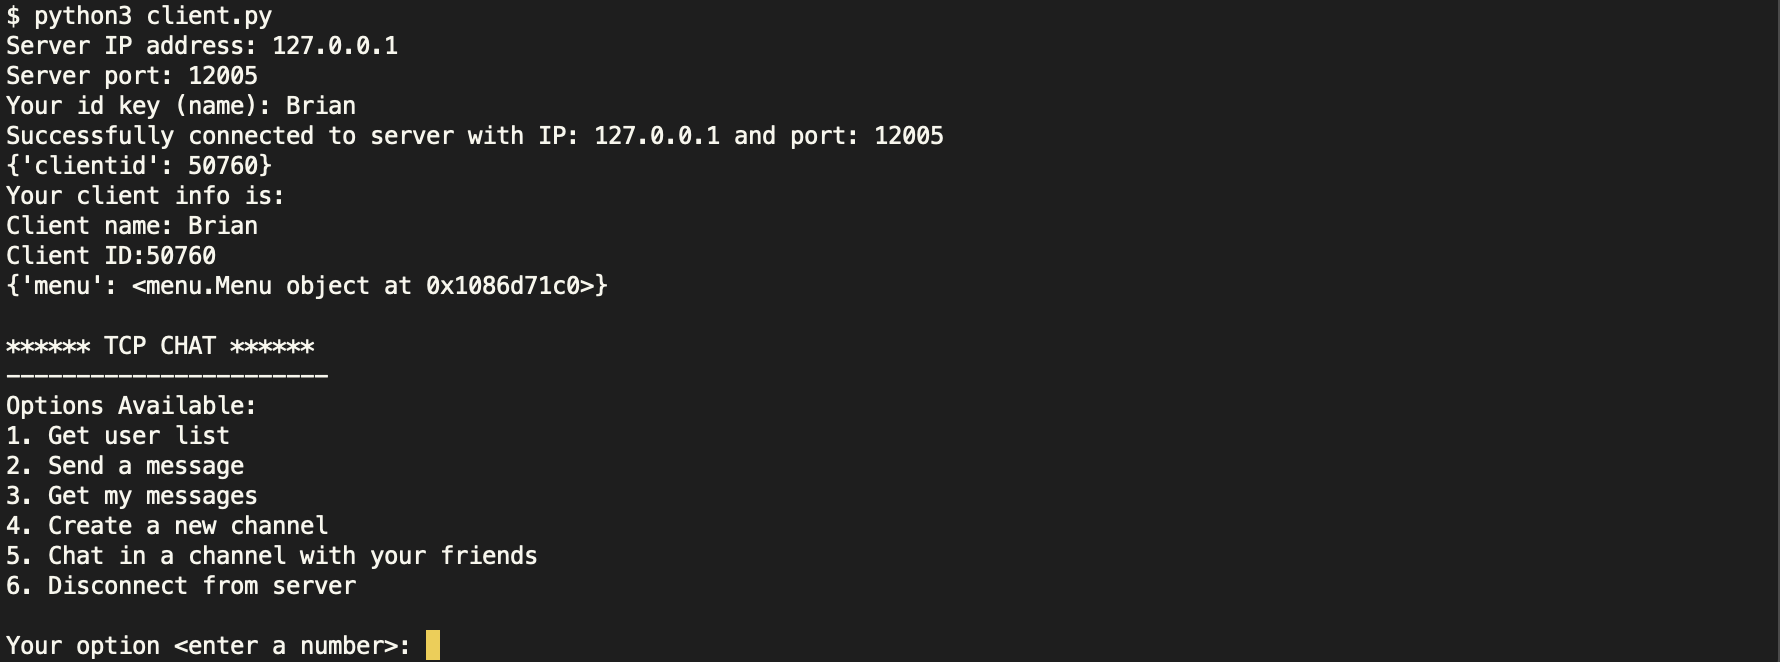 $ python3 client.py
Server IP address: 127.0.0.1
Server port: 12005
Your id key (name): Brian
Successfully connected to server with IP: 127.0.0.1 and port: 12005
{'clientid': 50760}
Your client info is:
Client name: Brian
Client ID:50760
{'menu': <menu.Menu object at 0x1086d71c0>}
****** TCP CHAT ******
-----------------------
Options Available:
1. Get user list
2. Send a message
3. Get my messages
4. Create a new channel
5. Chat in a channel with your friends
6. Disconnect from server
Your option <enter a number>: